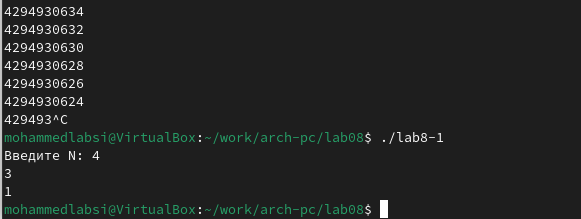 4294930634
4294930632
4294930630
4294930628
4294930626
4294930624
429493^C
mohammedlabsi@VirtualBox:~/work/arch-pc/lab08$ ./lab8-1
Введите N: 4
3
1
mohammedlabsi@VirtualBox:~/work/arch-pc/lab08$